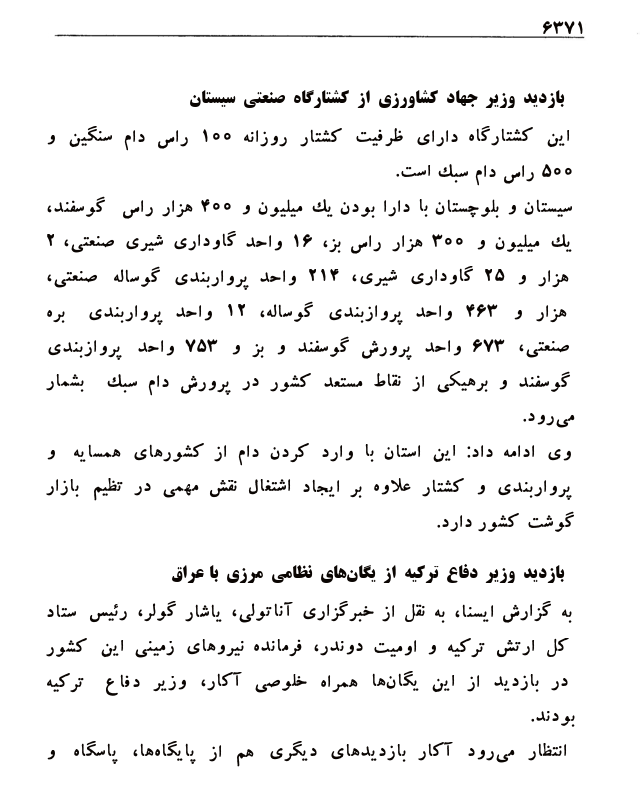 ۶۳۷۱
بازدید وزیر جهاد کشاورزی از کشتارگاه صنعتی سیستان
این کشتارگاه دارای ظرفیت کشتار روزانه ۱۰۰ راس دام سنگین و
۵۰۰ راس دام سبك است.
سیستان و بلوچستان با دارا بودن یك میلیون و ۴۰۰ هزار راس گوسفند،
یك میلیون و ۳۰۰ هزار راس بز، ۱۶ واحد گاوداری شیری صنعتی، ۲
هزار و ۲۵ گاوداری شیری، ۲۱۴ واحد پرواربندی گوساله صنعتی،
هزار و ۴۶۳ واحد پروازبندی گوساله، ۱۲ واحد پرواربندی بره
صنعتی، ۶۷۳ واحد پرورش گوسفند و بز و ۷۵۳ واحد پروازبندی
گوسفند و برهیکی از نقاط مستعد کشور در پرورش دام سبك بشمار
می‌رود.
وی ادامه داد: این استان با وارد کردن دام از کشورهای همسایه و
پرواربندی و کشتار علاوه بر ایجاد اشتغال نقش مهمی در تظیم بازار
گوشت کشور دارد.
بازدید وزیر دفاع ترکیه از یگان‌های نظامی مرزی با عراق
به گزارش ایسنا، به نقل از خبرگزاری آناتولی، یاشار گولر، رئیس ستاد
کل ارتش ترکیه و اومیت دوندر، فرمانده نیروهای زمینی این کشور
در بازدید از این یگان‌ها همراه خلوصی آکار، وزیر دفاع ترکیه
بودند.
انتظار می‌رود آکار بازدیدهای دیگری هم از پایگاه‌ها، پاسگاه و